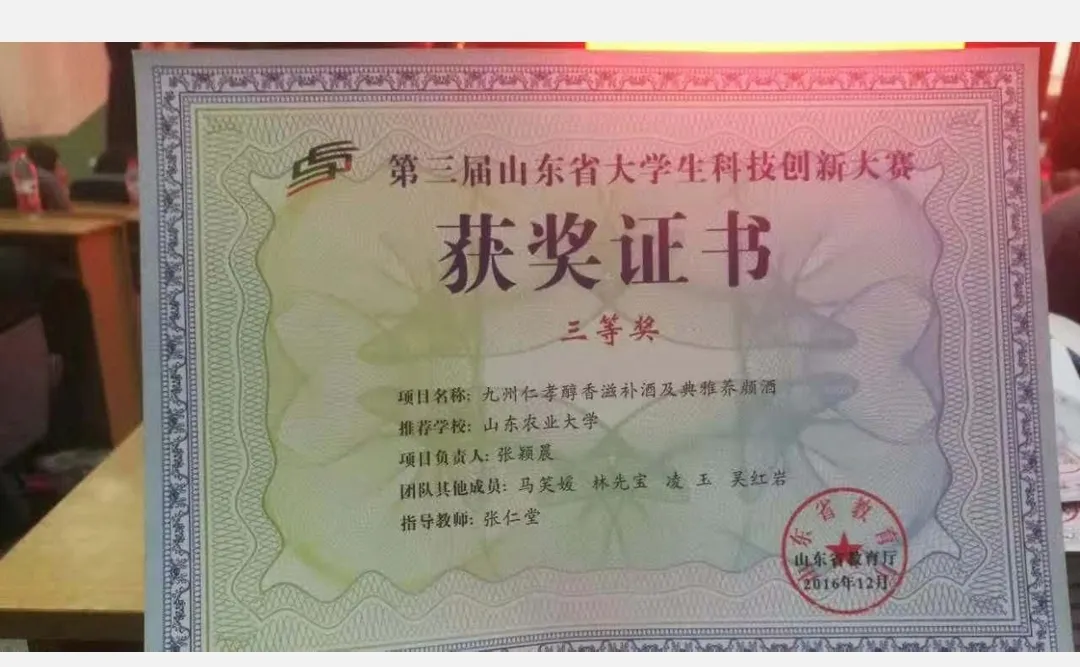 第三届山东省大学生科技创新大赛
获奖证书
三等奖
项目名称: 九州仁孝醇香滋补酒及典雅养颜酒
推荐学校: 山东农业大学
项目负责人: 张颖晨
团队其他成员: 马笑媛 林先宝 凌 玉 吴红岩
指导教师: 张仁堂
山东省教育厅
2016年12月